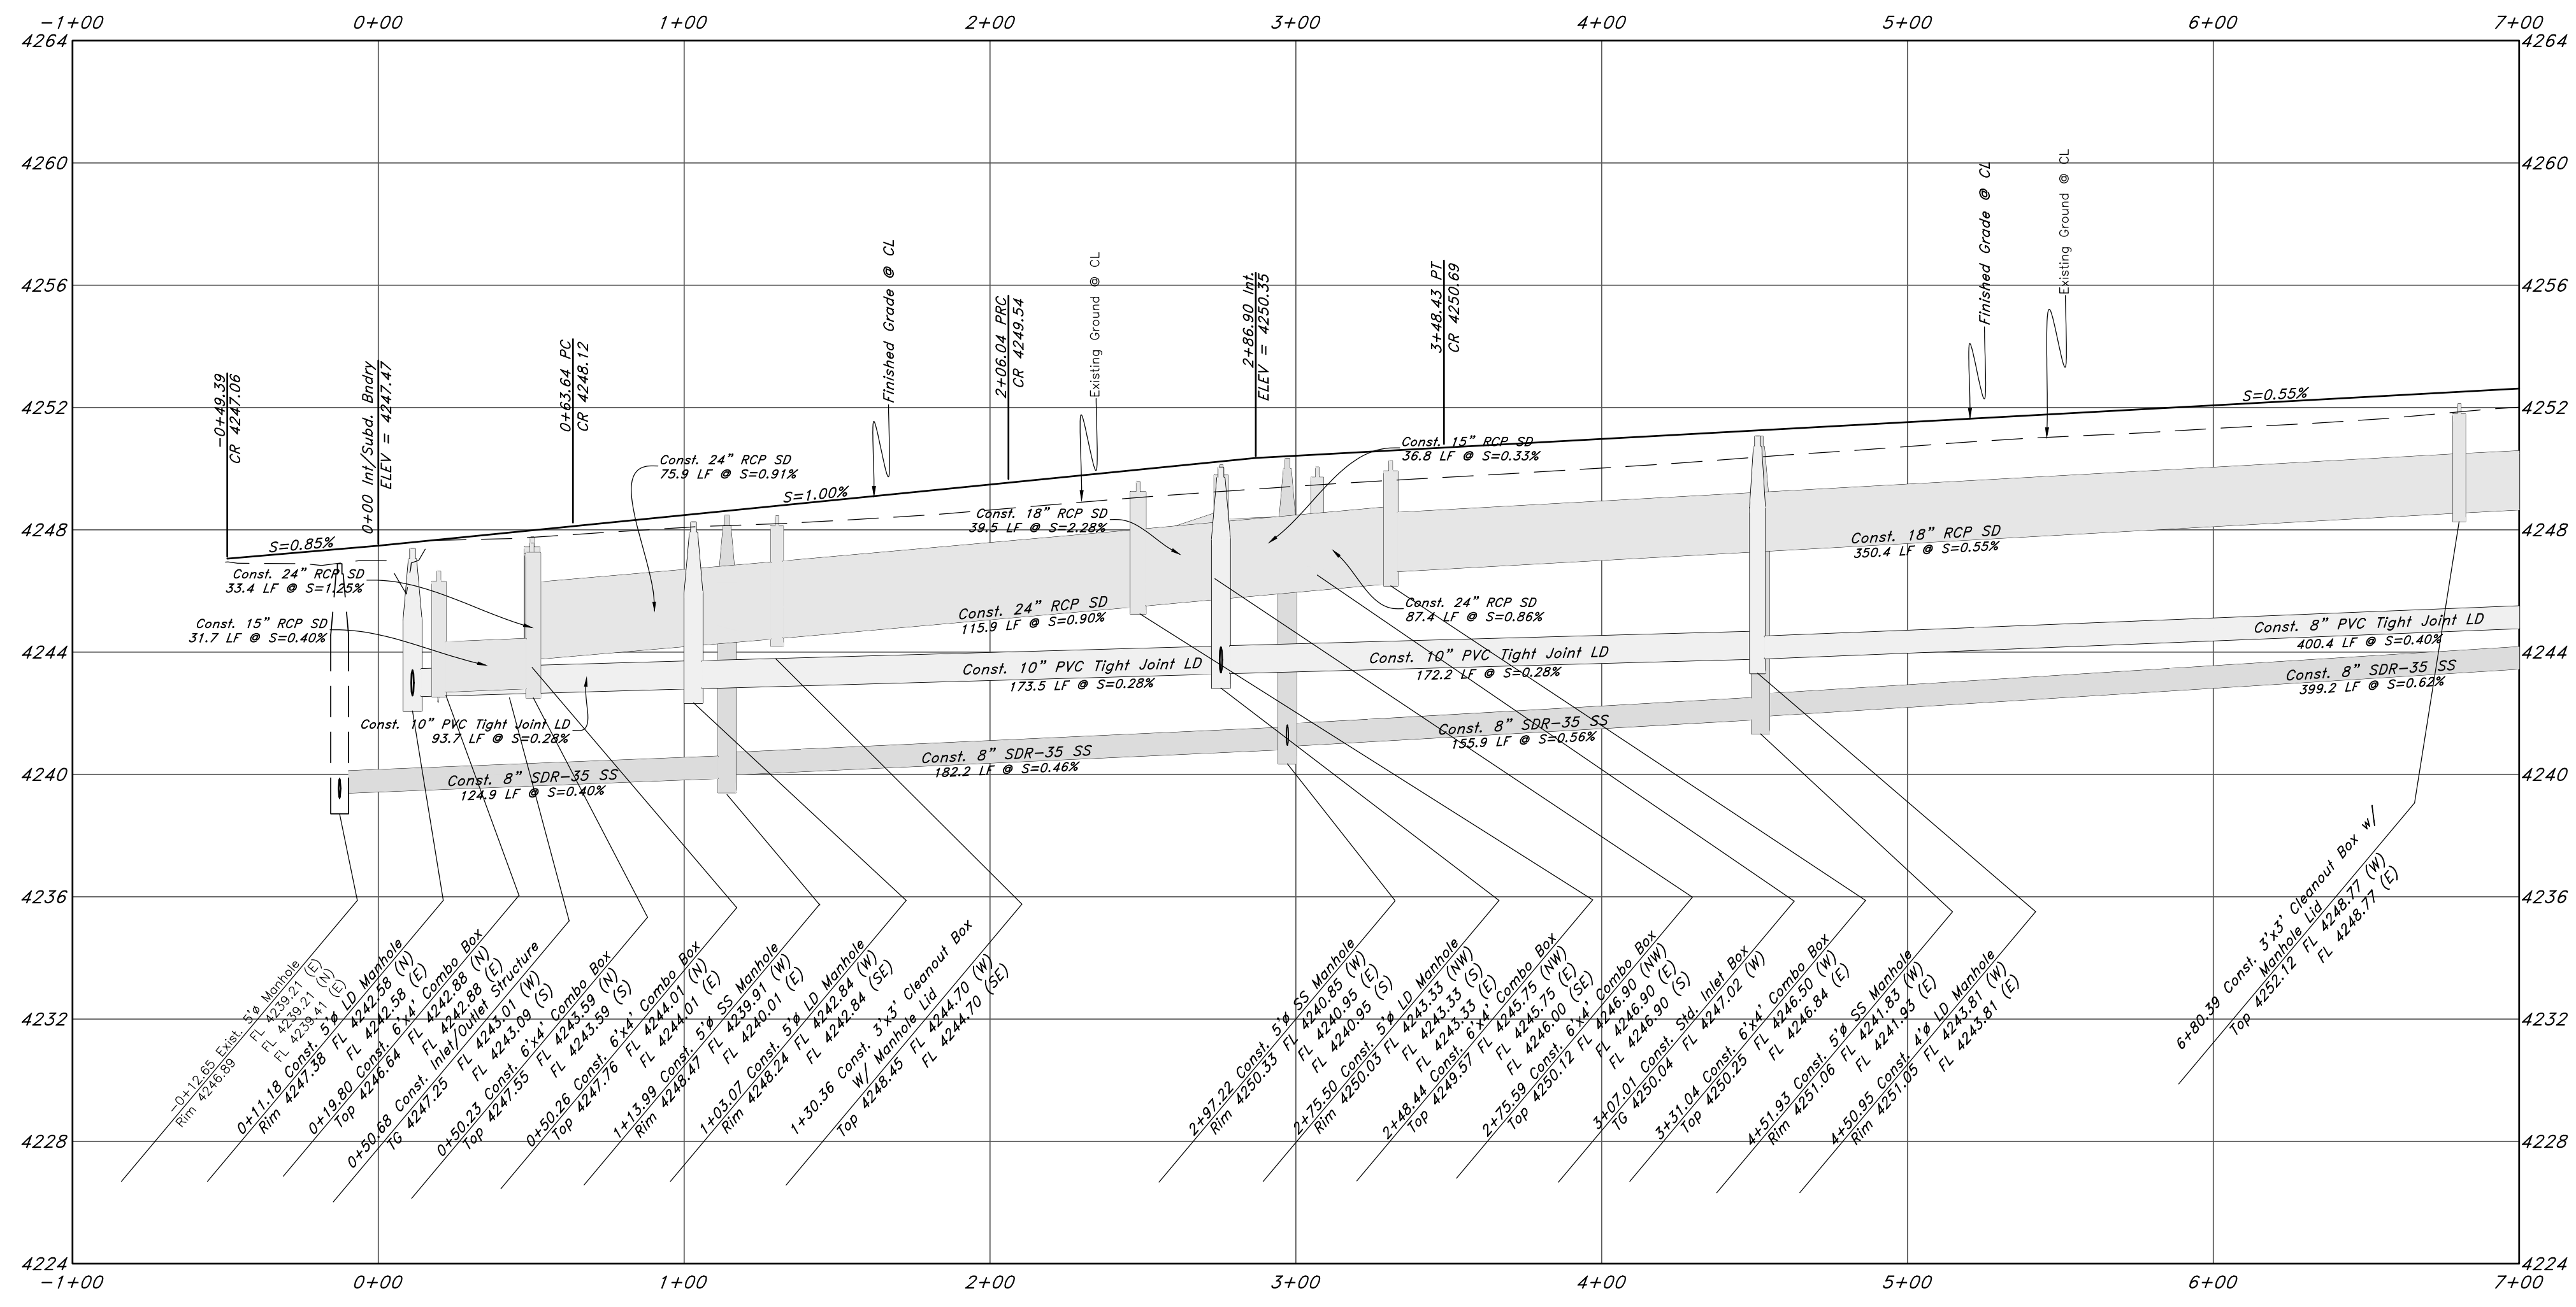 -1+00 0+00 1+00 2+00 3+00 4+00 5+00 6+00 7+00
4264 4264
4260 4260
4256 4256
4252 4252
4248 4248
4244 4244
4240 4240
4236 4236
4232 4232
4228 4228
4224 4224
-1+00 0+00 1+00 2+00 3+00 4+00 5+00 6+00 7+00
-0+49.39
CR 4247.06
0+00 Int/Subd. Bndry
ELEV = 4247.47
0+63.64 PC
CR 4248.12
Finished Grade @ CL
2+06.04 PRC
CR 4249.54
Existing Ground @ CL
2+86.90 Int.
ELEV = 4250.35
3+48.43 PT
CR 4250.69
Finished Grade @ CL
Existing Ground @ CL
S=0.85%
S=1.00%
S=0.55%
Const. 24" RCP SD
75.9 LF @ S=0.91%
Const. 15" RCP SD
36.8 LF @ S=0.33%
Const. 18" RCP SD
39.5 LF @ S=2.28%
Const. 18" RCP SD
350.4 LF @ S=0.55%
Const. 24" RCP SD
33.4 LF @ S=1.25%
Const. 15" RCP SD
31.7 LF @ S=0.40%
Const. 24" RCP SD
115.9 LF @ S=0.90%
Const. 24" RCP SD
87.4 LF @ S=0.86%
Const. 8" PVC Tight Joint LD
400.4 LF @ S=0.40%
Const. 10" PVC Tight Joint LD
173.5 LF @ S=0.28%
Const. 10" PVC Tight Joint LD
172.2 LF @ S=0.28%
Const. 8" SDR-35 SS
399.2 LF @ S=0.62%
Const. 10" PVC Tight Joint LD
93.7 LF @ S=0.28%
Const. 8" SDR-35 SS
155.9 LF @ S=0.56%
Const. 8" SDR-35 SS
182.2 LF @ S=0.46%
Const. 8" SDR-35 SS
124.9 LF @ S=0.40%
-0+12.65 Exist. 5'ø Manhole
Rim 4246.89 FL 4239.21 (E)
FL 4239.21 (N)
FL 4239.41 (E)
0+11.18 Const. 5'ø LD Manhole
Rim 4247.38 FL 4242.58 (N)
FL 4242.58 (E)
0+19.80 Const. 6'x4' Combo Box
Top 4246.64 FL 4242.88 (N)
FL 4242.88 (E)
0+50.68 Const. Inlet/Outlet Structure
TG 4247.25 FL 4243.01 (W)
FL 4243.09 (S)
0+50.23 Const. 6'x4' Combo Box
Top 4247.55 FL 4243.59 (N)
FL 4243.59 (S)
0+50.26 Const. 6'x4' Combo Box
Top 4247.76 FL 4244.01 (N)
FL 4244.01 (E)
1+13.99 Const. 5'ø SS Manhole
Rim 4248.47 FL 4239.91 (W)
FL 4240.01 (E)
1+03.07 Const. 5'ø LD Manhole
Rim 4248.24 FL 4242.84 (W)
FL 4242.84 (SE)
1+30.36 Const. 3'x3' Cleanout Box
w/ Manhole Lid
Top 4248.45 FL 4244.70 (W)
FL 4244.70 (SE)
2+97.22 Const. 5'ø SS Manhole
Rim 4250.33 FL 4240.85 (W)
FL 4240.95 (E)
FL 4240.95 (S)
2+75.50 Const. 5'ø LD Manhole
Rim 4250.03 FL 4243.33 (NW)
FL 4243.33 (S)
FL 4243.33 (E)
2+48.44 Const. 6'x4' Combo Box
Top 4249.57 FL 4245.75 (NW)
FL 4245.75 (E)
FL 4246.00 (SE)
2+75.59 Const. 6'x4' Combo Box
Top 4250.12 FL 4246.90 (NW)
FL 4246.90 (E)
FL 4246.90 (S)
3+07.01 Const. Std. Inlet Box
TG 4250.04 FL 4247.02 (W)
3+31.04 Const. 6'x4' Combo Box
Top 4250.25 FL 4246.50 (W)
FL 4246.84 (E)
4+51.93 Const. 5'ø SS Manhole
Rim 4251.06 FL 4241.83 (W)
FL 4241.93 (E)
4+50.95 Const. 4'ø LD Manhole
Rim 4251.05 FL 4243.81 (W)
FL 4243.81 (E)
6+80.39 Const. 3'x3' Cleanout Box w/
Manhole Lid
Top 4252.12 FL 4248.77 (W)
FL 4248.77 (E)